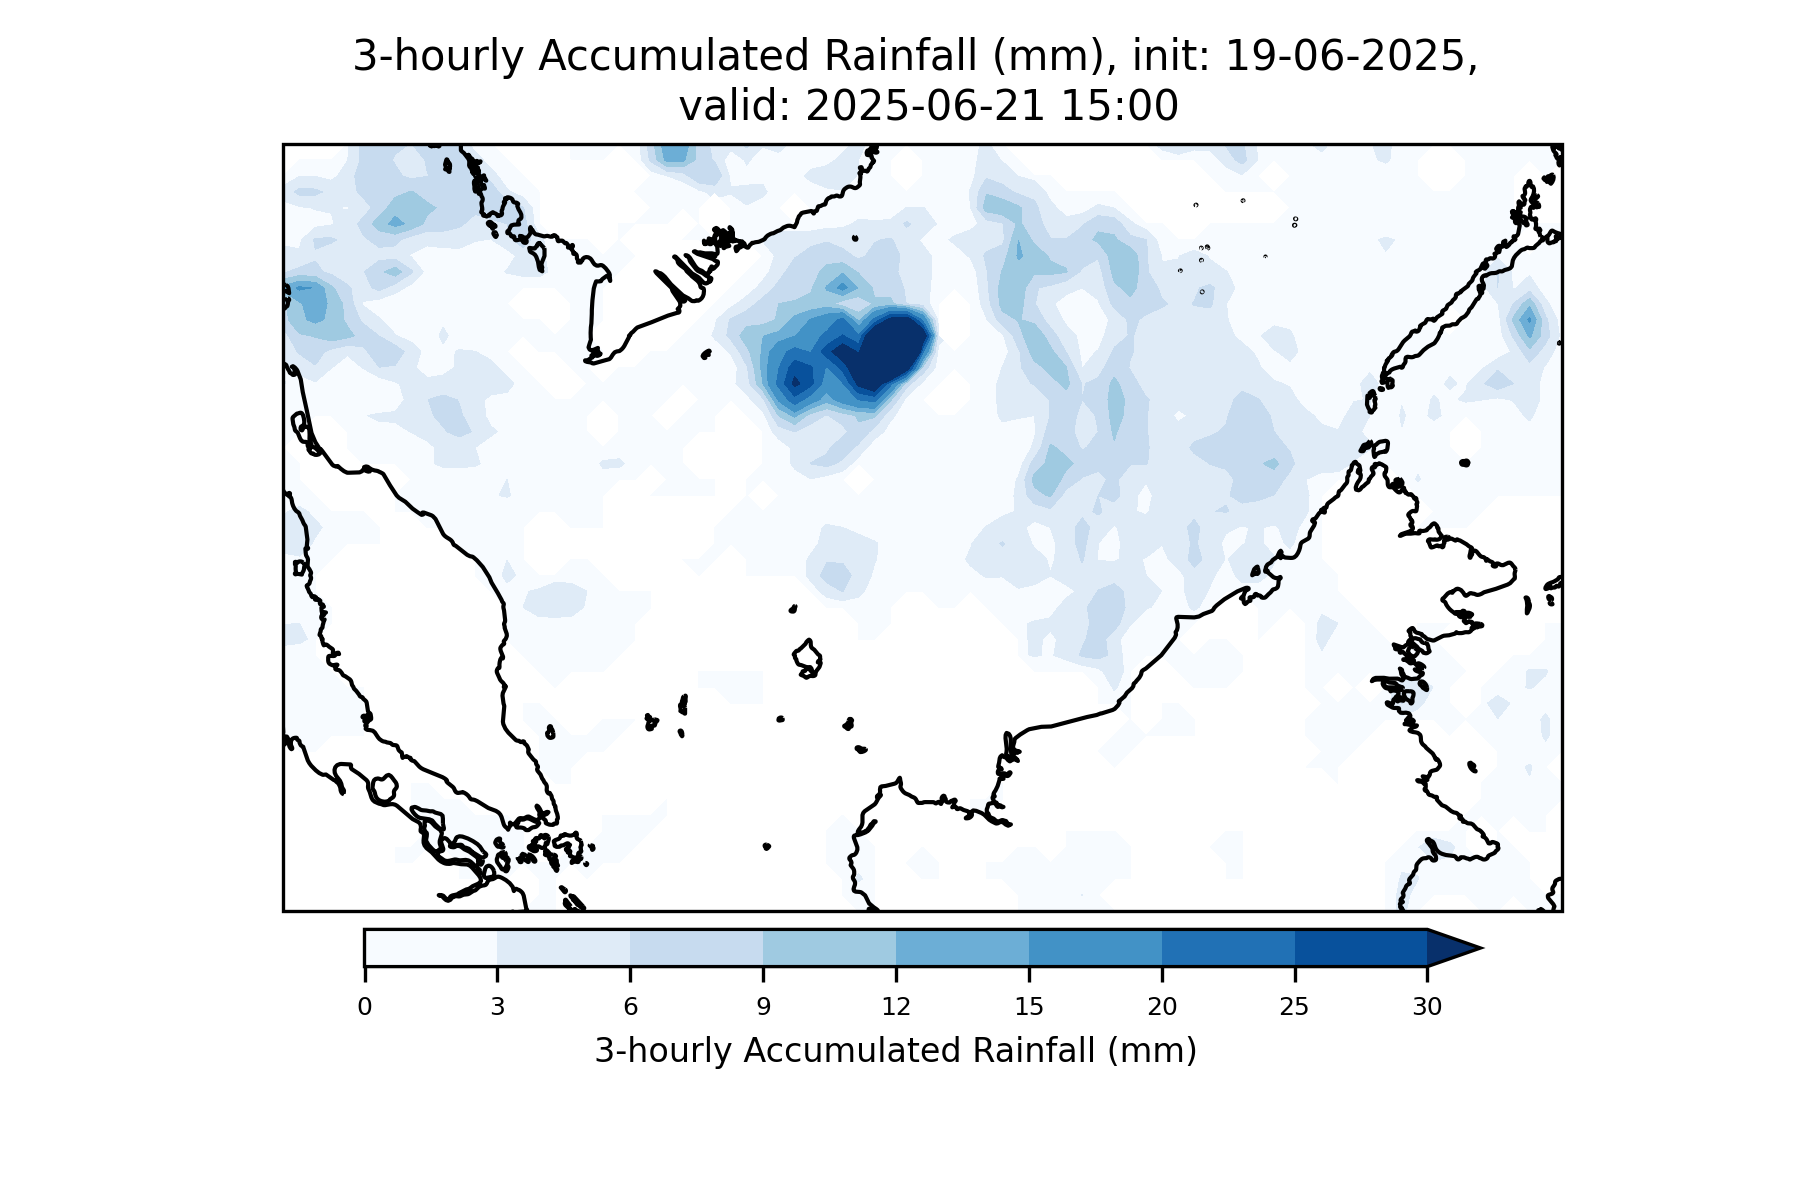 3-hourly Accumulated Rainfall (mm), init: 19-06-2025,
valid: 2025-06-21 15:00
0 3 6 9 12 15 20 25 30
3-hourly Accumulated Rainfall (mm)